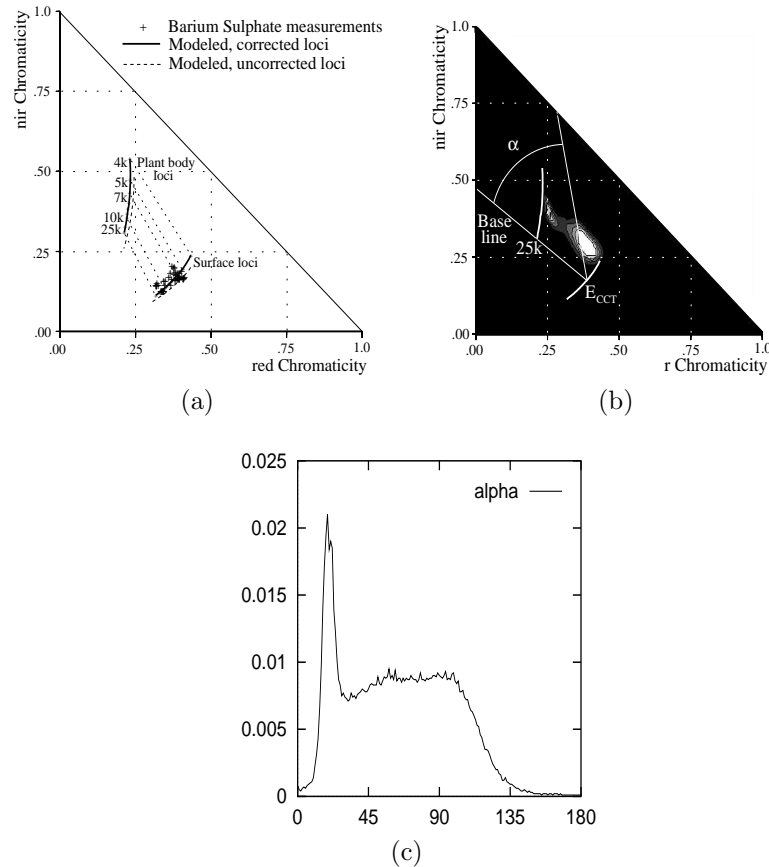 1.0
nir Chromaticity
.75
.50
.25
.00
+ Barium Sulphate measurements
Modeled, corrected loci
Modeled, uncorrected loci
4k
5k
7k
10k
25k
Plant body
loci
Surface loci
.00
.25
.50
.75
1.0
red Chromaticity
(a)
1.0
nir Chromaticity
.75
.50
.25
.00
α
Base
line
25k
E_CCT
.00
.25
.50
.75
1.0
r Chromaticity
(b)
0.025
0.02
0.015
0.01
0.005
0
alpha
0
45
90
135
180
(c)